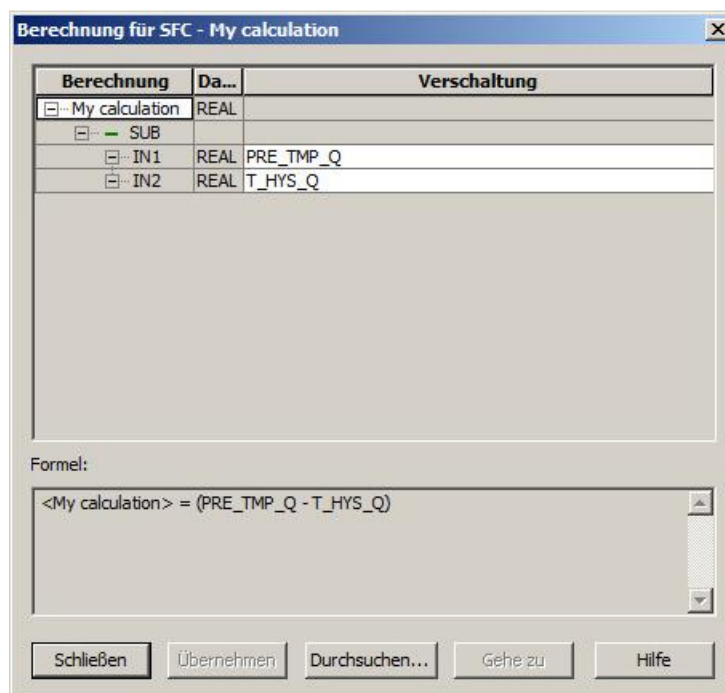 Berechnung für SFC - My calculation
Berechnung Da... Verschaltung
My calculation REAL
SUB
IN1 REAL PRE_TMP_Q
IN2 REAL T_HYS_Q
Formel:
<My calculation> = (PRE_TMP_Q - T_HYS_Q)
Schließen Übernehmen Durchsuchen... Gehe zu Hilfe